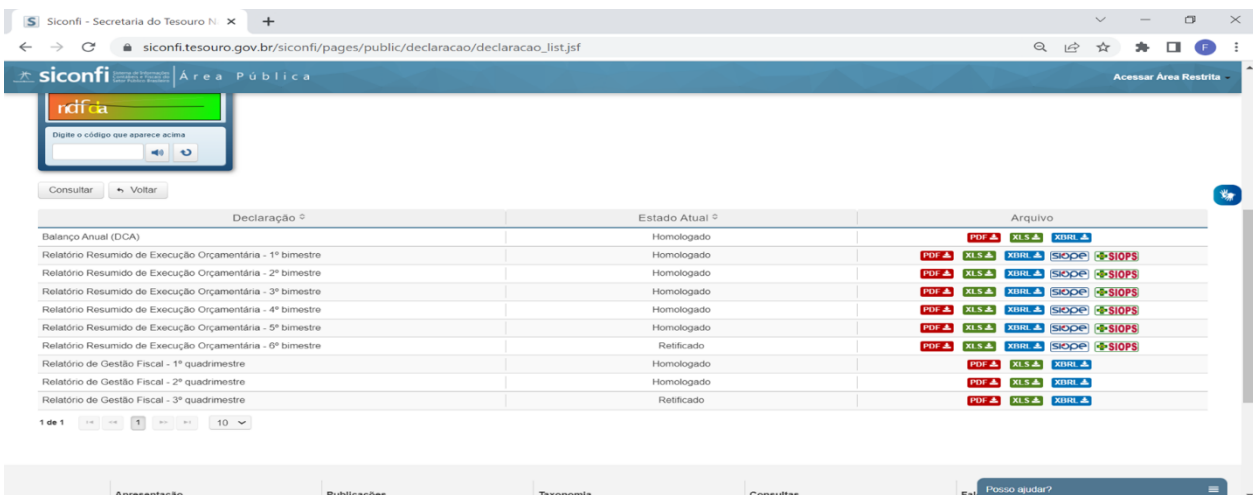 S Siconfi - Secretaria do Tesouro N
siconfi.tesouro.gov.br/siconfi/pages/public/declaracao/declaracao_list.jsf
F
siconfi Área Pública
Acessar Área Restrita
Digite o código que aparece acima
Consultar Voltar
Declaração Estado Atual Arquivo
Balanço Anual (DCA) Homologado PDF XLS XBRL
Relatório Resumido de Execução Orçamentária - 1º bimestre Homologado PDF XLS XBRL siope SIOPS
Relatório Resumido de Execução Orçamentária - 2º bimestre Homologado PDF XLS XBRL siope SIOPS
Relatório Resumido de Execução Orçamentária - 3º bimestre Homologado PDF XLS XBRL siope SIOPS
Relatório Resumido de Execução Orçamentária - 4º bimestre Homologado PDF XLS XBRL siope SIOPS
Relatório Resumido de Execução Orçamentária - 5º bimestre Homologado PDF XLS XBRL siope SIOPS
Relatório Resumido de Execução Orçamentária - 6º bimestre Retificado PDF XLS XBRL siope SIOPS
Relatório de Gestão Fiscal - 1º quadrimestre Homologado PDF XLS XBRL
Relatório de Gestão Fiscal - 2º quadrimestre Homologado PDF XLS XBRL
Relatório de Gestão Fiscal - 3º quadrimestre Retificado PDF XLS XBRL
1 de 1 1 10
Apresentação Publicações Taxonomia Consultas Fal
Posso ajudar?